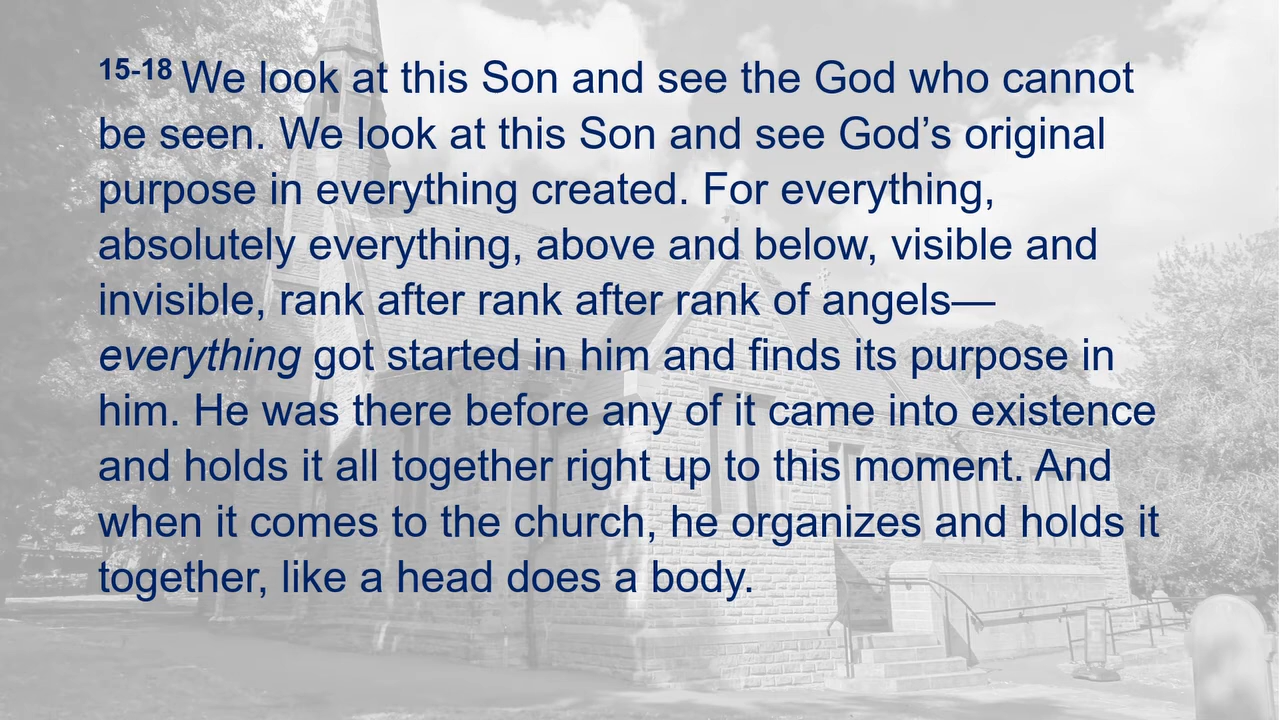 15-18 We look at this Son and see the God who cannot
be seen. We look at this Son and see God’s original
purpose in everything created. For everything,
absolutely everything, above and below, visible and
invisible, rank after rank after rank of angels—
everything got started in him and finds its purpose in
him. He was there before any of it came into existence
and holds it all together right up to this moment. And
when it comes to the church, he organizes and holds it
together, like a head does a body.